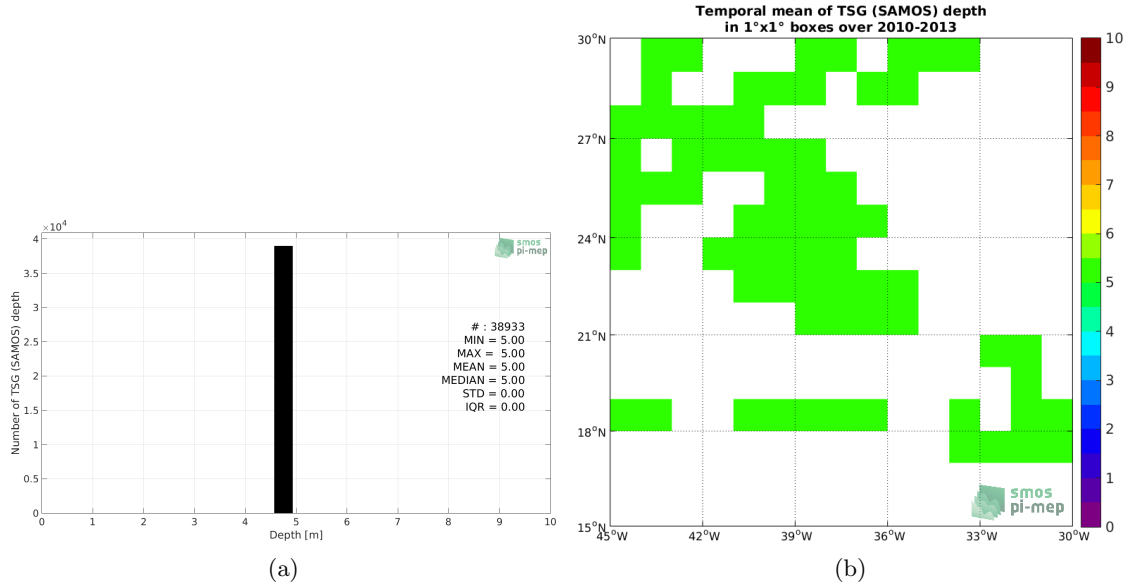 ×10^4
4
3.5
3
2.5
2
1.5
1
0.5
0
Number of TSG (SAMOS) depth
smos
pi-mep
# : 38933
MIN = 5.00
MAX = 5.00
MEAN = 5.00
MEDIAN = 5.00
STD = 0.00
IQR = 0.00
0 1 2 3 4 5 6 7 8 9 10
Depth [m]
(a)
Temporal mean of TSG (SAMOS) depth
in 1°x1° boxes over 2010-2013
30°N
27°N
24°N
21°N
18°N
15°N
45°W 42°W 39°W 36°W 33°W 30°W
smos
pi-mep
10
9
8
7
6
5
4
3
2
1
0
(b)